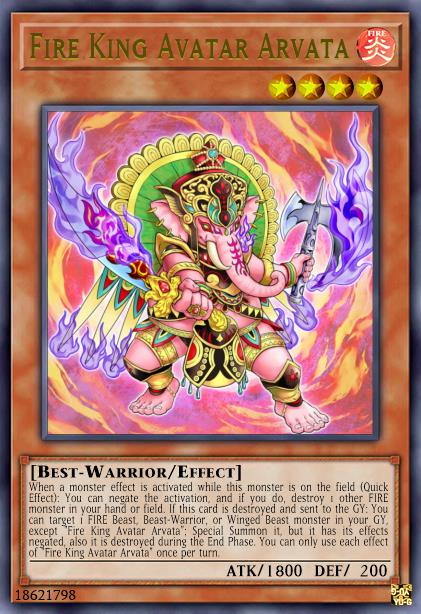 Fire King Avatar Arvata
FIRE
炎
[Best-Warrior/Effect]
When a monster effect is activated while this monster is on the field (Quick
Effect): You can negate the activation, and if you do, destroy 1 other FIRE
monster in your hand or field. If this card is destroyed and sent to the GY: You
can target 1 FIRE Beast, Beast-Warrior, or Winged Beast monster in your GY,
except "Fire King Avatar Arvata"; Special Summon it, but it has its effects
negated, also it is destroyed during the End Phase. You can only use each effect
of "Fire King Avatar Arvata" once per turn.
ATK/1800 DEF/ 200
18621798